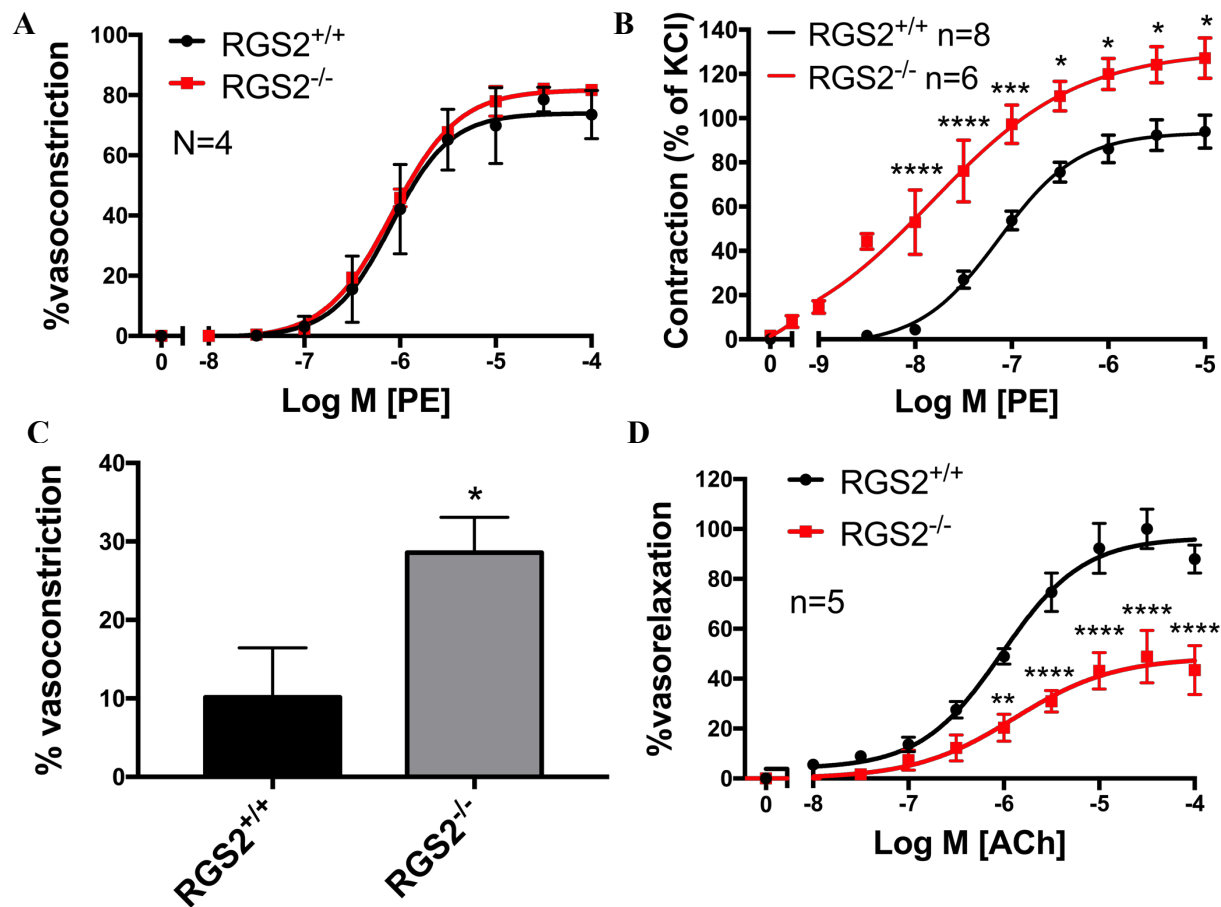 A
%vasoconstriction
100
80
60
40
20
0
RGS2+/+
RGS2-/-
N=4
0 -8 -7 -6 -5 -4
Log M [PE]
B
Contraction (% of KCl)
140
120
100
80
60
40
20
0
RGS2+/+ n=8
RGS2-/- n=6
**** **** *** * * * *
0 -9 -8 -7 -6 -5
Log M [PE]
C
% vasoconstriction
40
30
20
10
0
*
RGS2+/+
RGS2-/-
D
%vasorelaxation
120
100
80
60
40
20
0
RGS2+/+
RGS2-/-
n=5
** **** **** **** ****
0 -8 -7 -6 -5 -4
Log M [ACh]